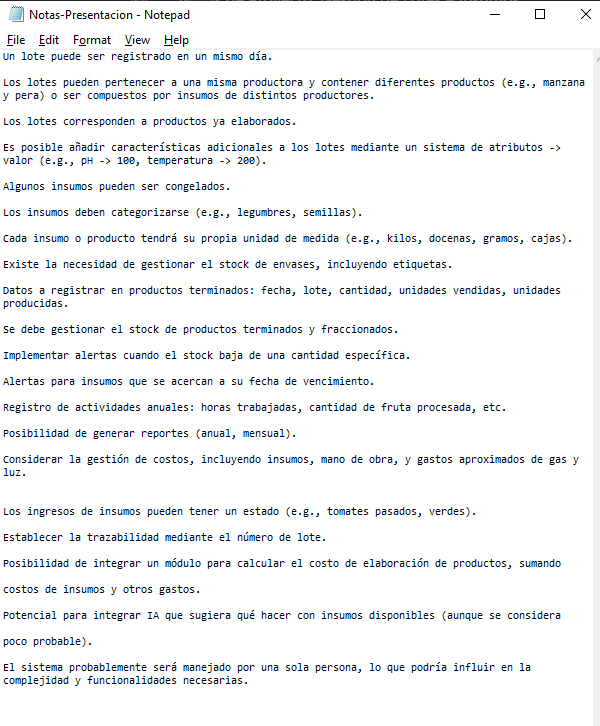 Notas-Presentacion - Notepad
File Edit Format View Help
Un lote puede ser registrado en un mismo día.
Los lotes pueden pertenecer a una misma productora y contener diferentes productos (e.g., manzana
y pera) o ser compuestos por insumos de distintos productores.
Los lotes corresponden a productos ya elaborados.
Es posible añadir características adicionales a los lotes mediante un sistema de atributos ->
valor (e.g., pH -> 100, temperatura -> 200).
Algunos insumos pueden ser congelados.
Los insumos deben categorizarse (e.g., legumbres, semillas).
Cada insumo o producto tendrá su propia unidad de medida (e.g., kilos, docenas, gramos, cajas).
Existe la necesidad de gestionar el stock de envases, incluyendo etiquetas.
Datos a registrar en productos terminados: fecha, lote, cantidad, unidades vendidas, unidades
producidas.
Se debe gestionar el stock de productos terminados y fraccionados.
Implementar alertas cuando el stock baja de una cantidad específica.
Alertas para insumos que se acercan a su fecha de vencimiento.
Registro de actividades anuales: horas trabajadas, cantidad de fruta procesada, etc.
Posibilidad de generar reportes (anual, mensual).
Considerar la gestión de costos, incluyendo insumos, mano de obra, y gastos aproximados de gas y
luz.
Los ingresos de insumos pueden tener un estado (e.g., tomates pasados, verdes).
Establecer la trazabilidad mediante el número de lote.
Posibilidad de integrar un módulo para calcular el costo de elaboración de productos, sumando
costos de insumos y otros gastos.
Potencial para integrar IA que sugiera qué hacer con insumos disponibles (aunque se considera
poco probable).
El sistema probablemente será manejado por una sola persona, lo que podría influir en la
complejidad y funcionalidades necesarias.